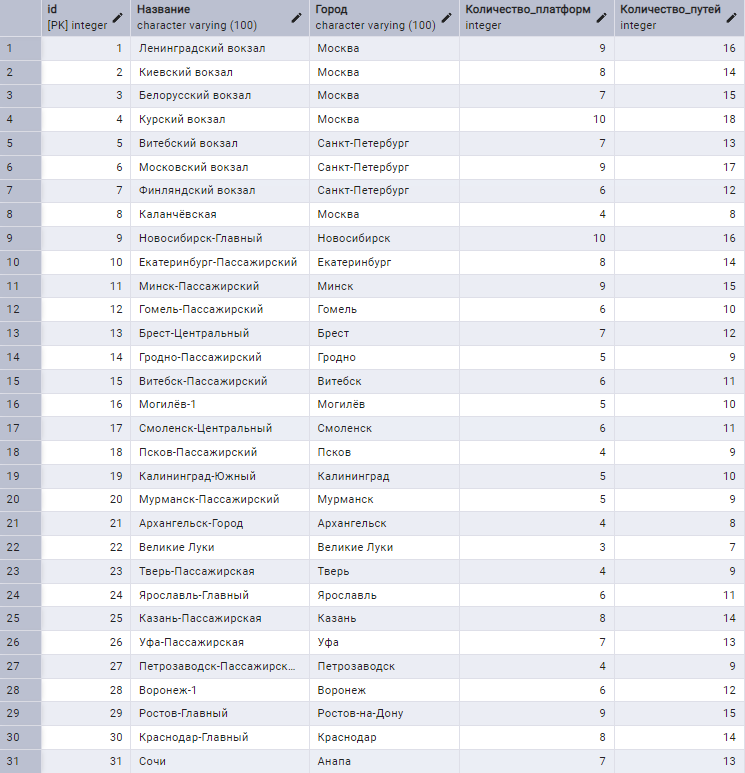 id Название Город Количество_платформ Количество_путей
[PK] integer character varying (100) character varying (100) integer integer
1 1 Ленинградский вокзал Москва 9 16
2 2 Киевский вокзал Москва 8 14
3 3 Белорусский вокзал Москва 7 15
4 4 Курский вокзал Москва 10 18
5 5 Витебский вокзал Санкт-Петербург 7 13
6 6 Московский вокзал Санкт-Петербург 9 17
7 7 Финляндский вокзал Санкт-Петербург 6 12
8 8 Каланчёвская Москва 4 8
9 9 Новосибирск-Главный Новосибирск 10 16
10 10 Екатеринбург-Пассажирский Екатеринбург 8 14
11 11 Минск-Пассажирский Минск 9 15
12 12 Гомель-Пассажирский Гомель 6 10
13 13 Брест-Центральный Брест 7 12
14 14 Гродно-Пассажирский Гродно 5 9
15 15 Витебск-Пассажирский Витебск 6 11
16 16 Могилёв-1 Могилёв 5 10
17 17 Смоленск-Центральный Смоленск 6 11
18 18 Псков-Пассажирский Псков 4 9
19 19 Калининград-Южный Калининград 5 10
20 20 Мурманск-Пассажирский Мурманск 5 9
21 21 Архангельск-Город Архангельск 4 8
22 22 Великие Луки Великие Луки 3 7
23 23 Тверь-Пассажирская Тверь 4 9
24 24 Ярославль-Главный Ярославль 6 11
25 25 Казань-Пассажирская Казань 8 14
26 26 Уфа-Пассажирская Уфа 7 13
27 27 Петрозаводск-Пассажирск... Петрозаводск 4 9
28 28 Воронеж-1 Воронеж 6 12
29 29 Ростов-Главный Ростов-на-Дону 9 15
30 30 Краснодар-Главный Краснодар 8 14
31 31 Сочи Анапа 7 13